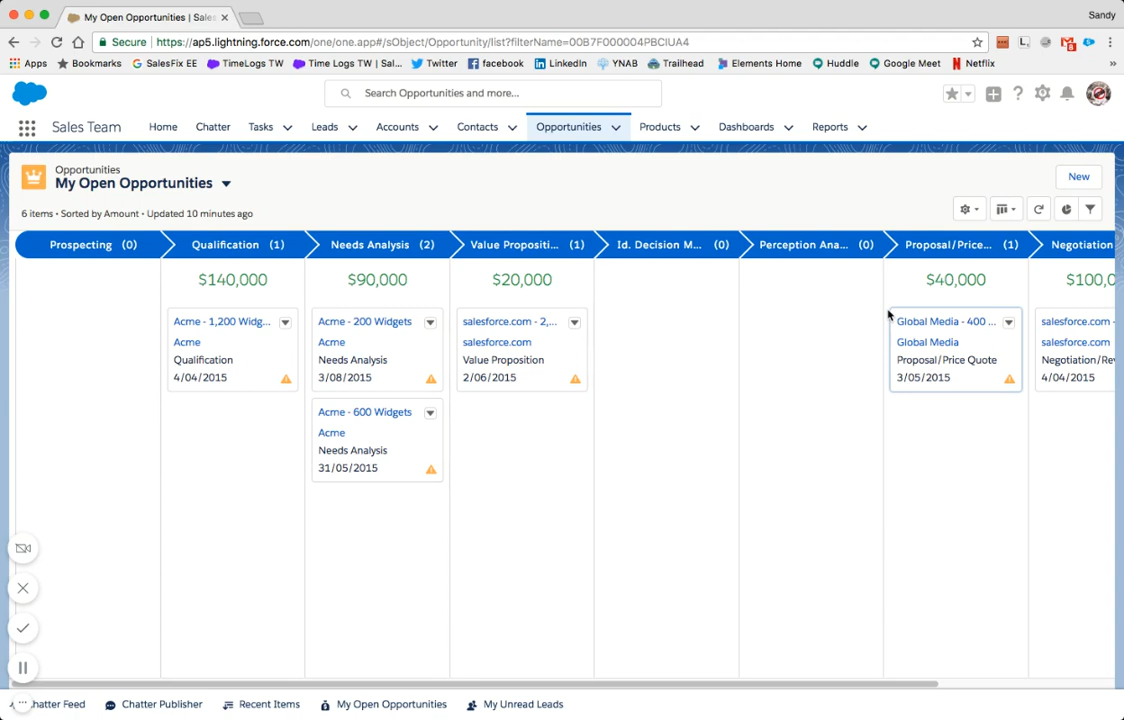 My Open Opportunities | Sales
Sandy
Secure
https://ap5.lightning.force.com/one/one.app#/sObject/Opportunity/list?filterName=00B7F000004PBCIUA4
Apps
Bookmarks
SalesFix EE
TimeLogs TW
Time Logs TW | Sal...
Twitter
facebook
LinkedIn
YNAB
Trailhead
Elements Home
Huddle
Google Meet
Netflix
Search Opportunities and more...
Sales Team
Home
Chatter
Tasks
Leads
Accounts
Contacts
Opportunities
Products
Dashboards
Reports
Opportunities
My Open Opportunities
New
6 items • Sorted by Amount • Updated 10 minutes ago
Prospecting (0)
Qualification (1)
Needs Analysis (2)
Value Propositi... (1)
Id. Decision M... (0)
Perception Ana... (0)
Proposal/Price... (1)
Negotiation
$140,000
$90,000
$20,000
$40,000
$100,0
Acme - 1,200 Widg...
Acme
Qualification
4/04/2015
Acme - 200 Widgets
Acme
Needs Analysis
3/08/2015
Acme - 600 Widgets
Acme
Needs Analysis
31/05/2015
salesforce.com - 2,...
salesforce.com
Value Proposition
2/06/2015
Global Media - 400 ...
Global Media
Proposal/Price Quote
3/05/2015
salesforce.com -
salesforce.com
Negotiation/Rev
4/04/2015
hatter Feed
Chatter Publisher
Recent Items
My Open Opportunities
My Unread Leads